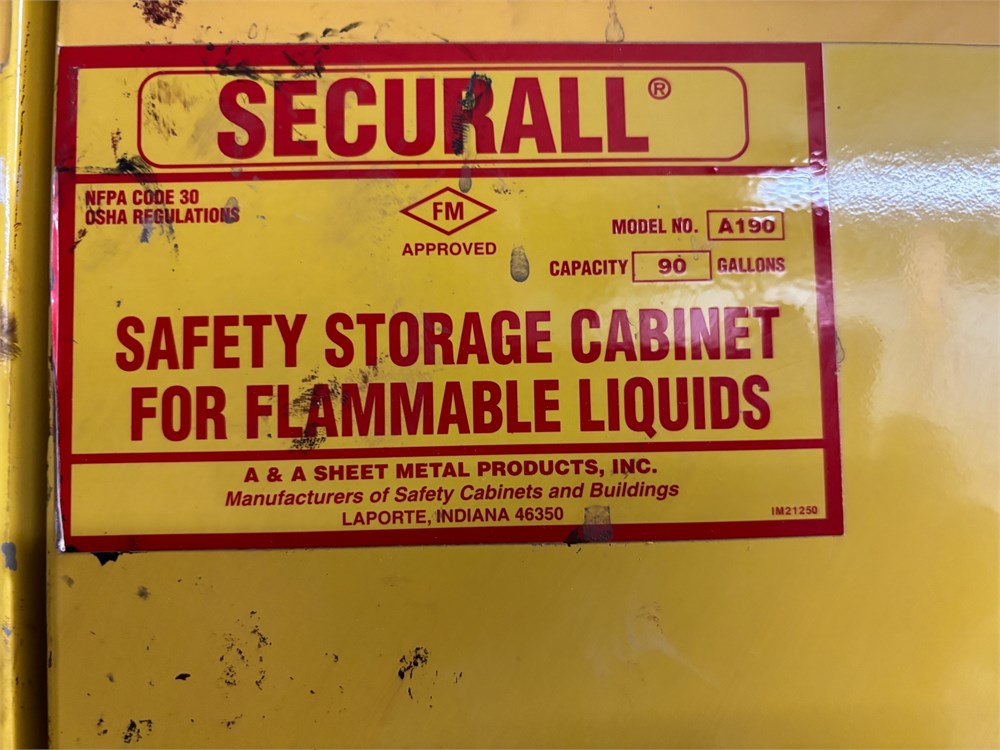 SECURALL®
NFPA CODE 30
OSHA REGULATIONS
FM
APPROVED
MODEL NO. A190
CAPACITY 90 GALLONS
SAFETY STORAGE CABINET
FOR FLAMMABLE LIQUIDS
A & A SHEET METAL PRODUCTS, INC.
Manufacturers of Safety Cabinets and Buildings
LAPORTE, INDIANA 46350
IM21250